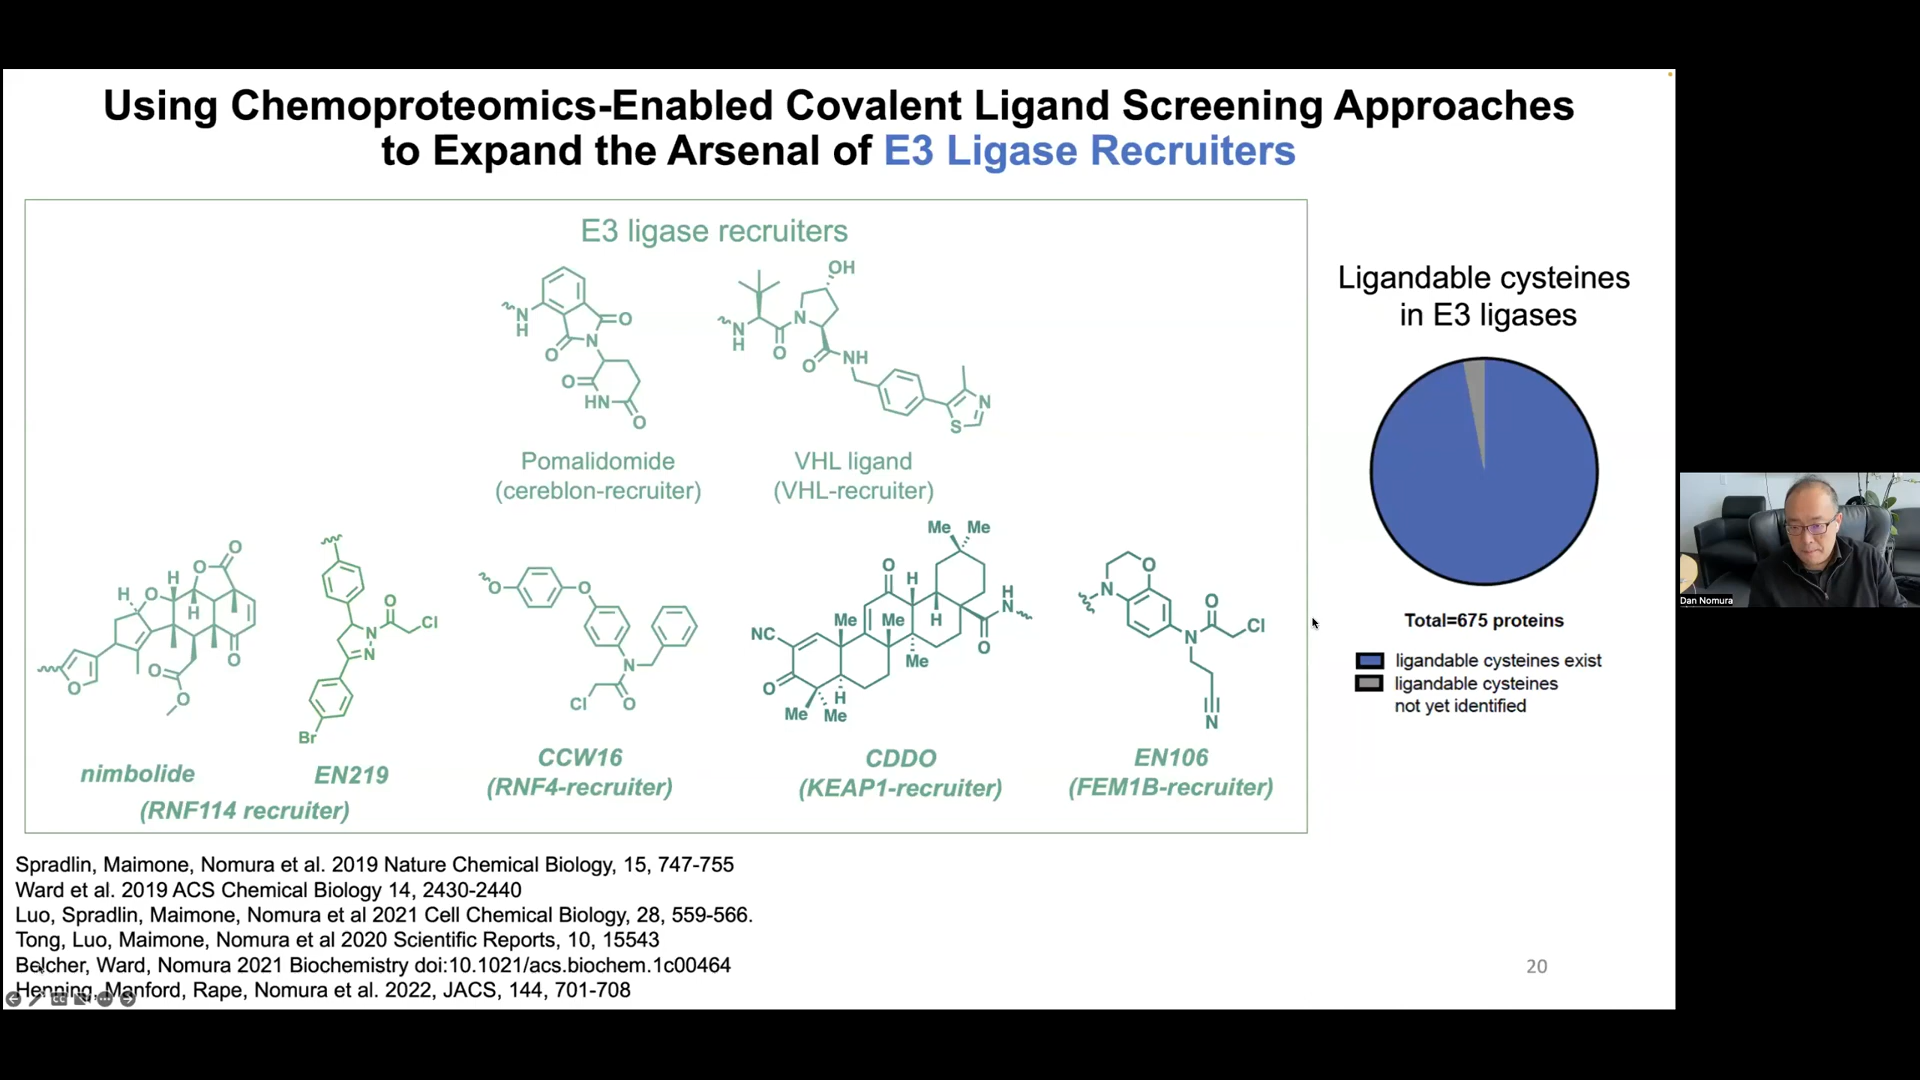 Using Chemoproteomics-Enabled Covalent Ligand Screening Approaches
to Expand the Arsenal of E3 Ligase Recruiters
E3 ligase recruiters
OH
N
H
O
O
N
O
HN
O
N
H
O
N
O
NH
N
S
Pomalidomide
(cereblon-recruiter)
VHL ligand
(VHL-recruiter)
O
O
H
H
O
H
O
O
O
O
N
N
O
Cl
Br
nimbolide
EN219
(RNF114 recruiter)
O
O
N
Cl
O
CCW16
(RNF4-recruiter)
Me
Me
O
H
H
N
Me
Me
H
O
NC
Me
O
H
Me
Me
CDDO
(KEAP1-recruiter)
O
N
O
Cl
N
N
EN106
(FEM1B-recruiter)
Ligandable cysteines
in E3 ligases
Total=675 proteins
ligandable cysteines exist
ligandable cysteines
not yet identified
Dan Nomura
Spradlin, Maimone, Nomura et al. 2019 Nature Chemical Biology, 15, 747-755
Ward et al. 2019 ACS Chemical Biology 14, 2430-2440
Luo, Spradlin, Maimone, Nomura et al 2021 Cell Chemical Biology, 28, 559-566.
Tong, Luo, Maimone, Nomura et al 2020 Scientific Reports, 10, 15543
Belcher, Ward, Nomura 2021 Biochemistry doi:10.1021/acs.biochem.1c00464
Henning, Manford, Rape, Nomura et al. 2022, JACS, 144, 701-708
20